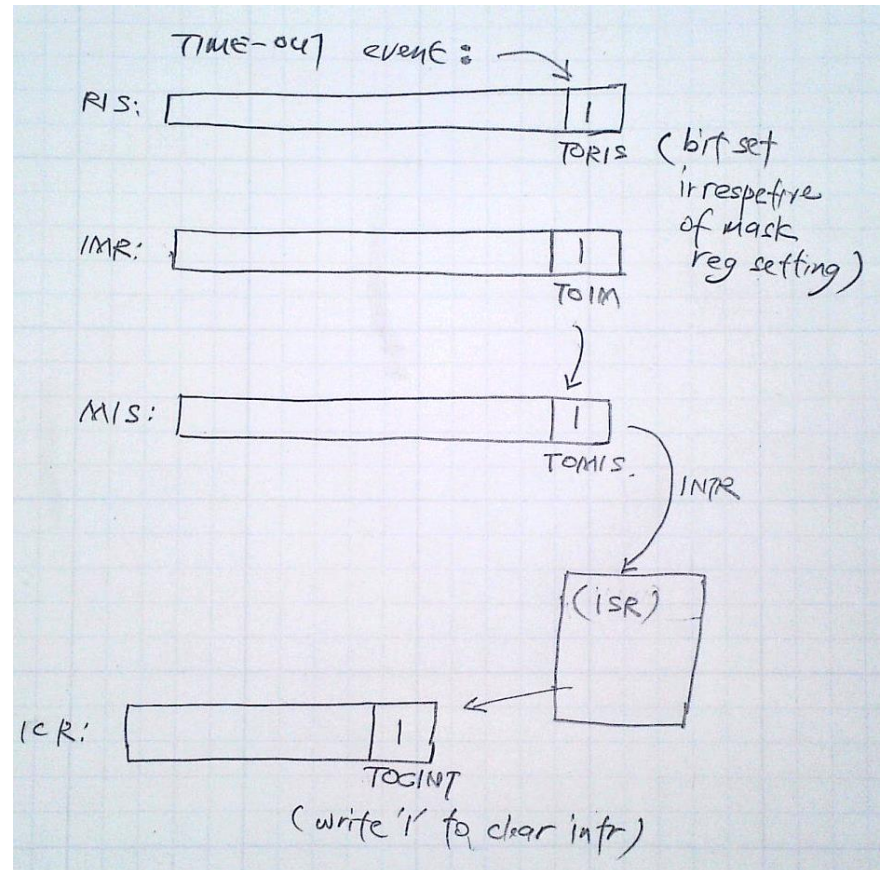 TIME-OUT event:
RIS: 1
TORIS
(bit set
irrespetive
of mask
reg setting)
IMR: 1
TOIM
MIS: 1
TOMIS.
INTR
(ISR)
ICR: 1
TOCINT
(write '1' to clear intr)